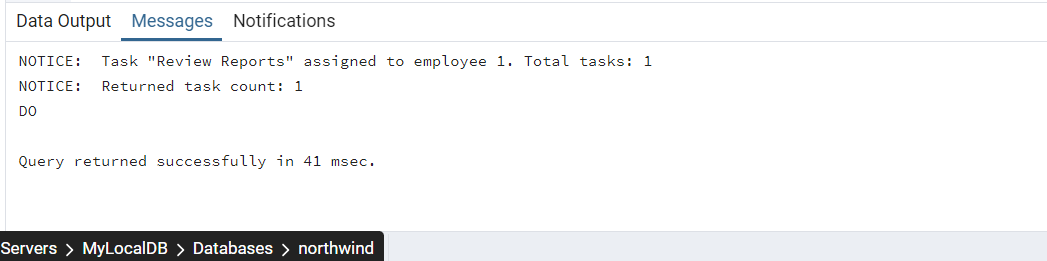 Data Output Messages Notifications
NOTICE:  Task "Review Reports" assigned to employee 1. Total tasks: 1
NOTICE:  Returned task count: 1
DO
Query returned successfully in 41 msec.
Servers > MyLocalDB > Databases > northwind